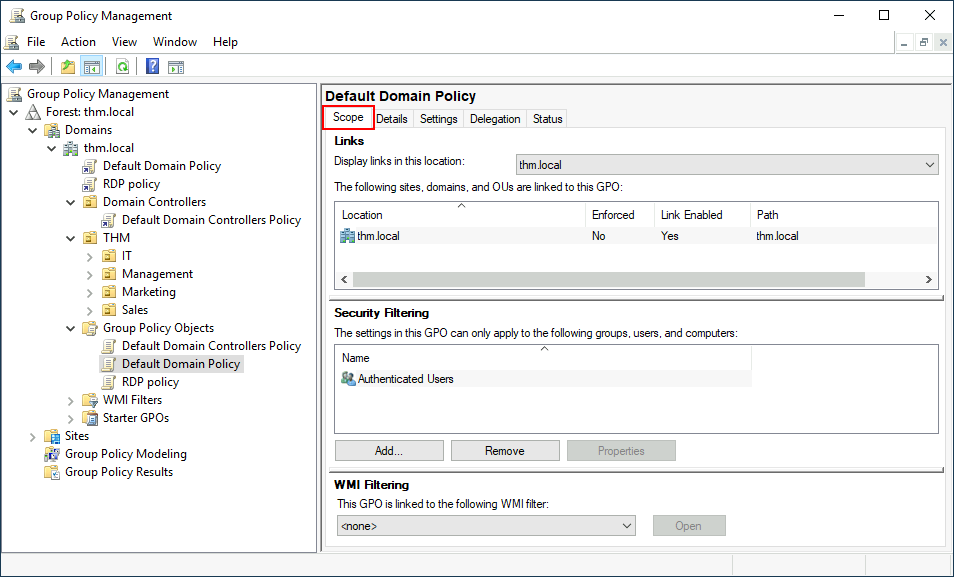 Group Policy Management
File Action View Window Help
Group Policy Management
Forest: thm.local
Domains
thm.local
Default Domain Policy
RDP policy
Domain Controllers
Default Domain Controllers Policy
THM
IT
Management
Marketing
Sales
Group Policy Objects
Default Domain Controllers Policy
Default Domain Policy
RDP policy
WMI Filters
Starter GPOs
Sites
Group Policy Modeling
Group Policy Results
Default Domain Policy
Scope Details Settings Delegation Status
Links
Display links in this location: thm.local
The following sites, domains, and OUs are linked to this GPO:
Location Enforced Link Enabled Path
thm.local No Yes thm.local
Security Filtering
The settings in this GPO can only apply to the following groups, users, and computers:
Name
Authenticated Users
Add... Remove Properties
WMI Filtering
This GPO is linked to the following WMI filter:
<none> Open